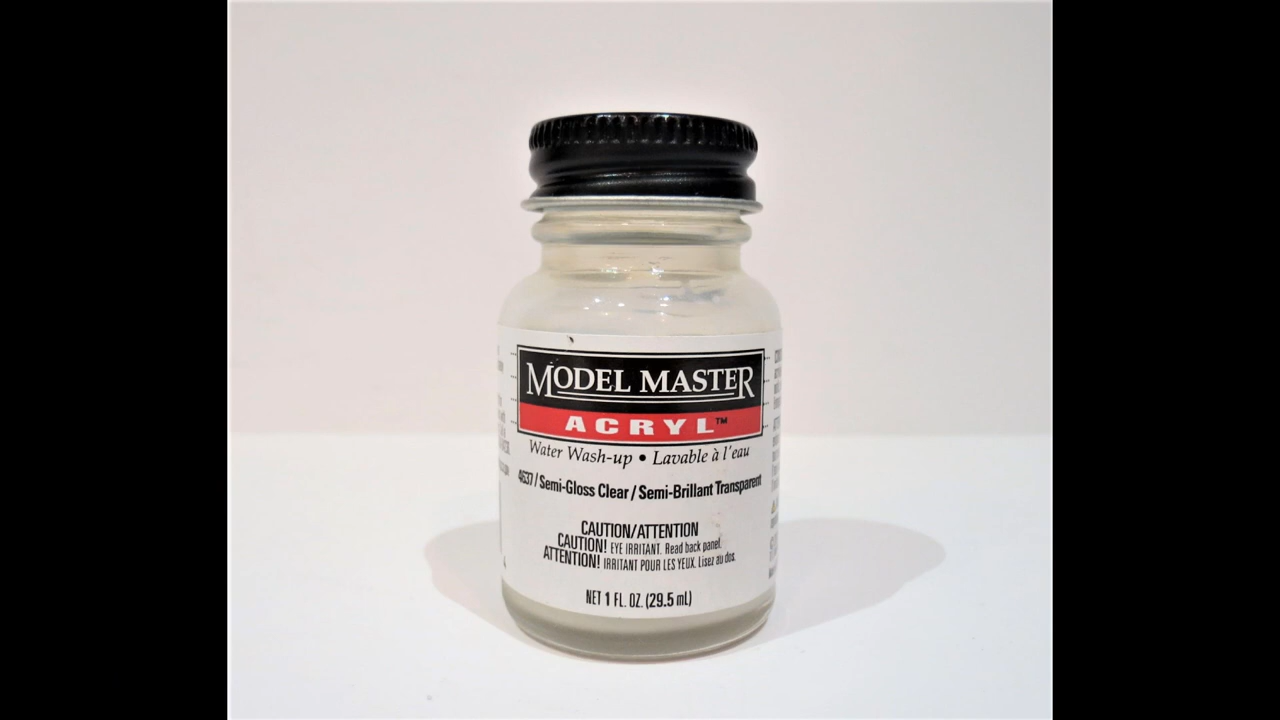 MODEL MASTER
ACRYL™
Water Wash-up • Lavable à l'eau
4637 / Semi-Gloss Clear / Semi-Brillant Transparent
CAUTION/ATTENTION
CAUTION! EYE IRRITANT. Read back panel.
ATTENTION! IRRITANT POUR LES YEUX. Lisez au dos.
NET 1 FL. OZ. (29.5 mL)